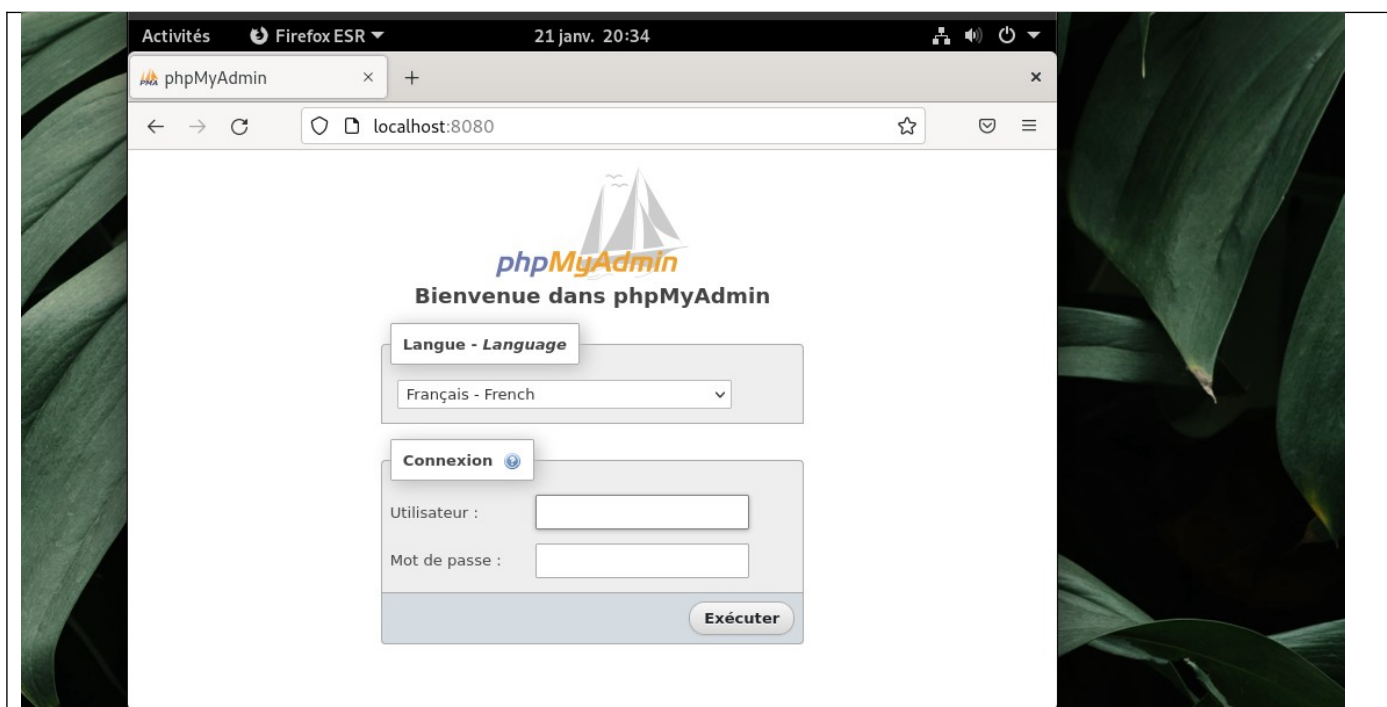 Activités Firefox ESR 21 janv. 20:34
PMA phpMyAdmin
localhost:8080
phpMyAdmin
Bienvenue dans phpMyAdmin
Langue - Language
Français - French
Connexion
Utilisateur :
Mot de passe :
Exécuter